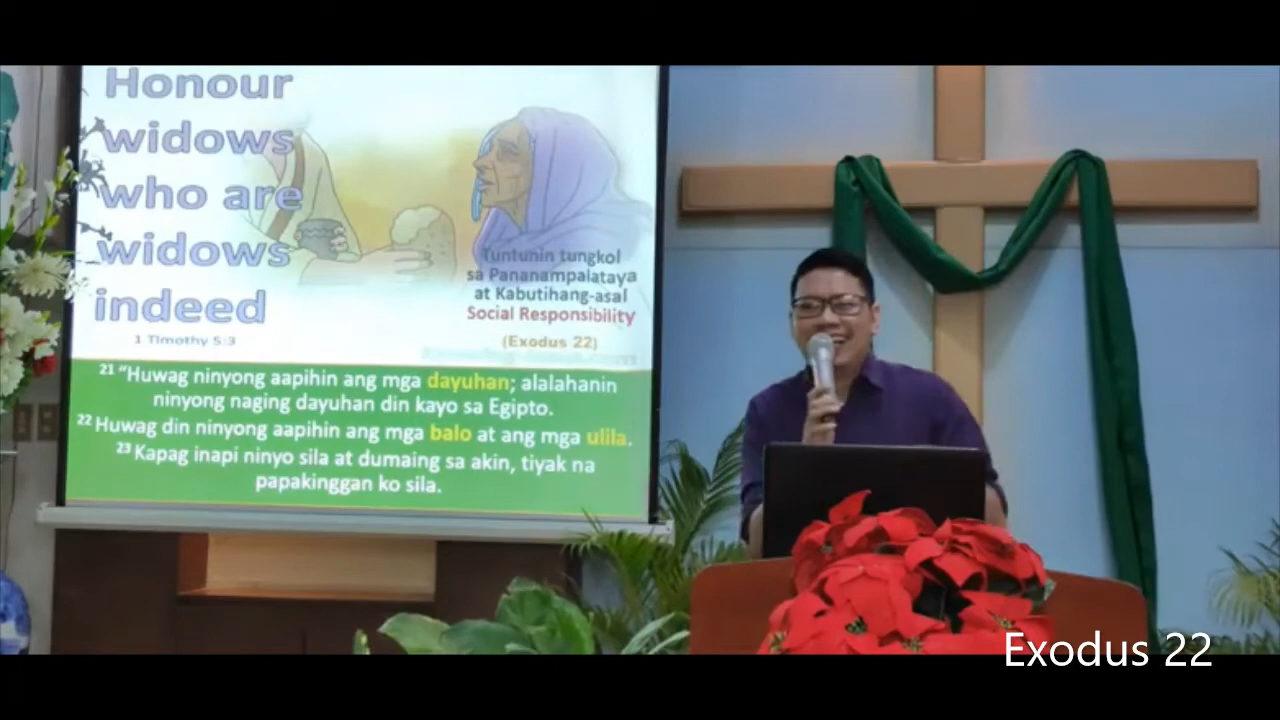 Honour
widows
who are
widows
indeed
1 Timothy 5:3
Tuntunin tungkol
sa Pananampalataya
at Kabutihang-asal
Social Responsibility
(Exodus 22)
21 “Huwag ninyong aapihin ang mga dayuhan; alalahanin
ninyong naging dayuhan din kayo sa Egipto.
22 Huwag din ninyong aapihin ang mga balo at ang mga ulila.
23 Kapag inapi ninyo sila at dumaing sa akin, tiyak na
papakinggan ko sila.
Exodus 22